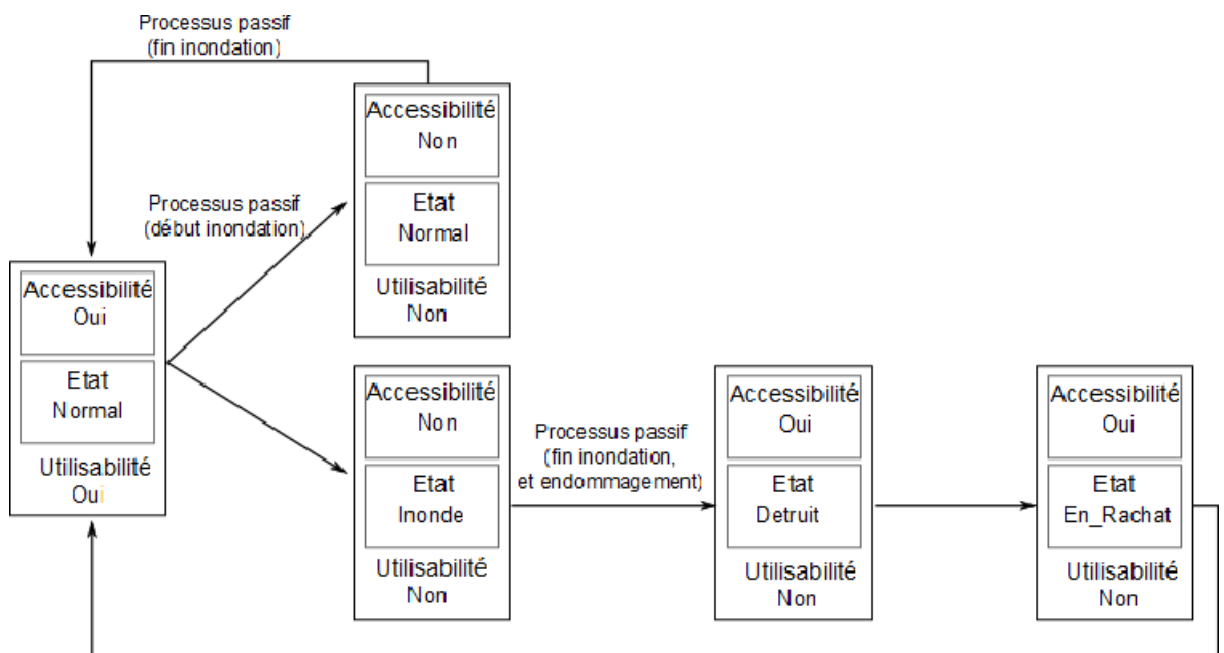 Processus passif
(fin inondation)
Accessibilité
Non
Etat
Normal
Utilisabilité
Non
Processus passif
(début inondation)
Accessibilité
Oui
Etat
Normal
Utilisabilité
Oui
Accessibilité
Non
Etat
Inonde
Utilisabilité
Non
Processus passif
(fin inondation,
et endommagement)
Accessibilité
Oui
Etat
Detruit
Utilisabilité
Non
Accessibilité
Oui
Etat
En_Rachat
Utilisabilité
Non